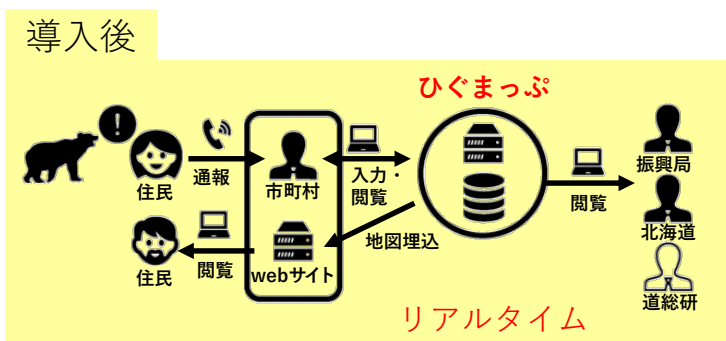 導入後
ひぐまっぷ
!
住民
通報
市町村
入力・
閲覧
閲覧
振興局
北海道
道総研
住民
閲覧
webサイト
地図埋込
リアルタイム